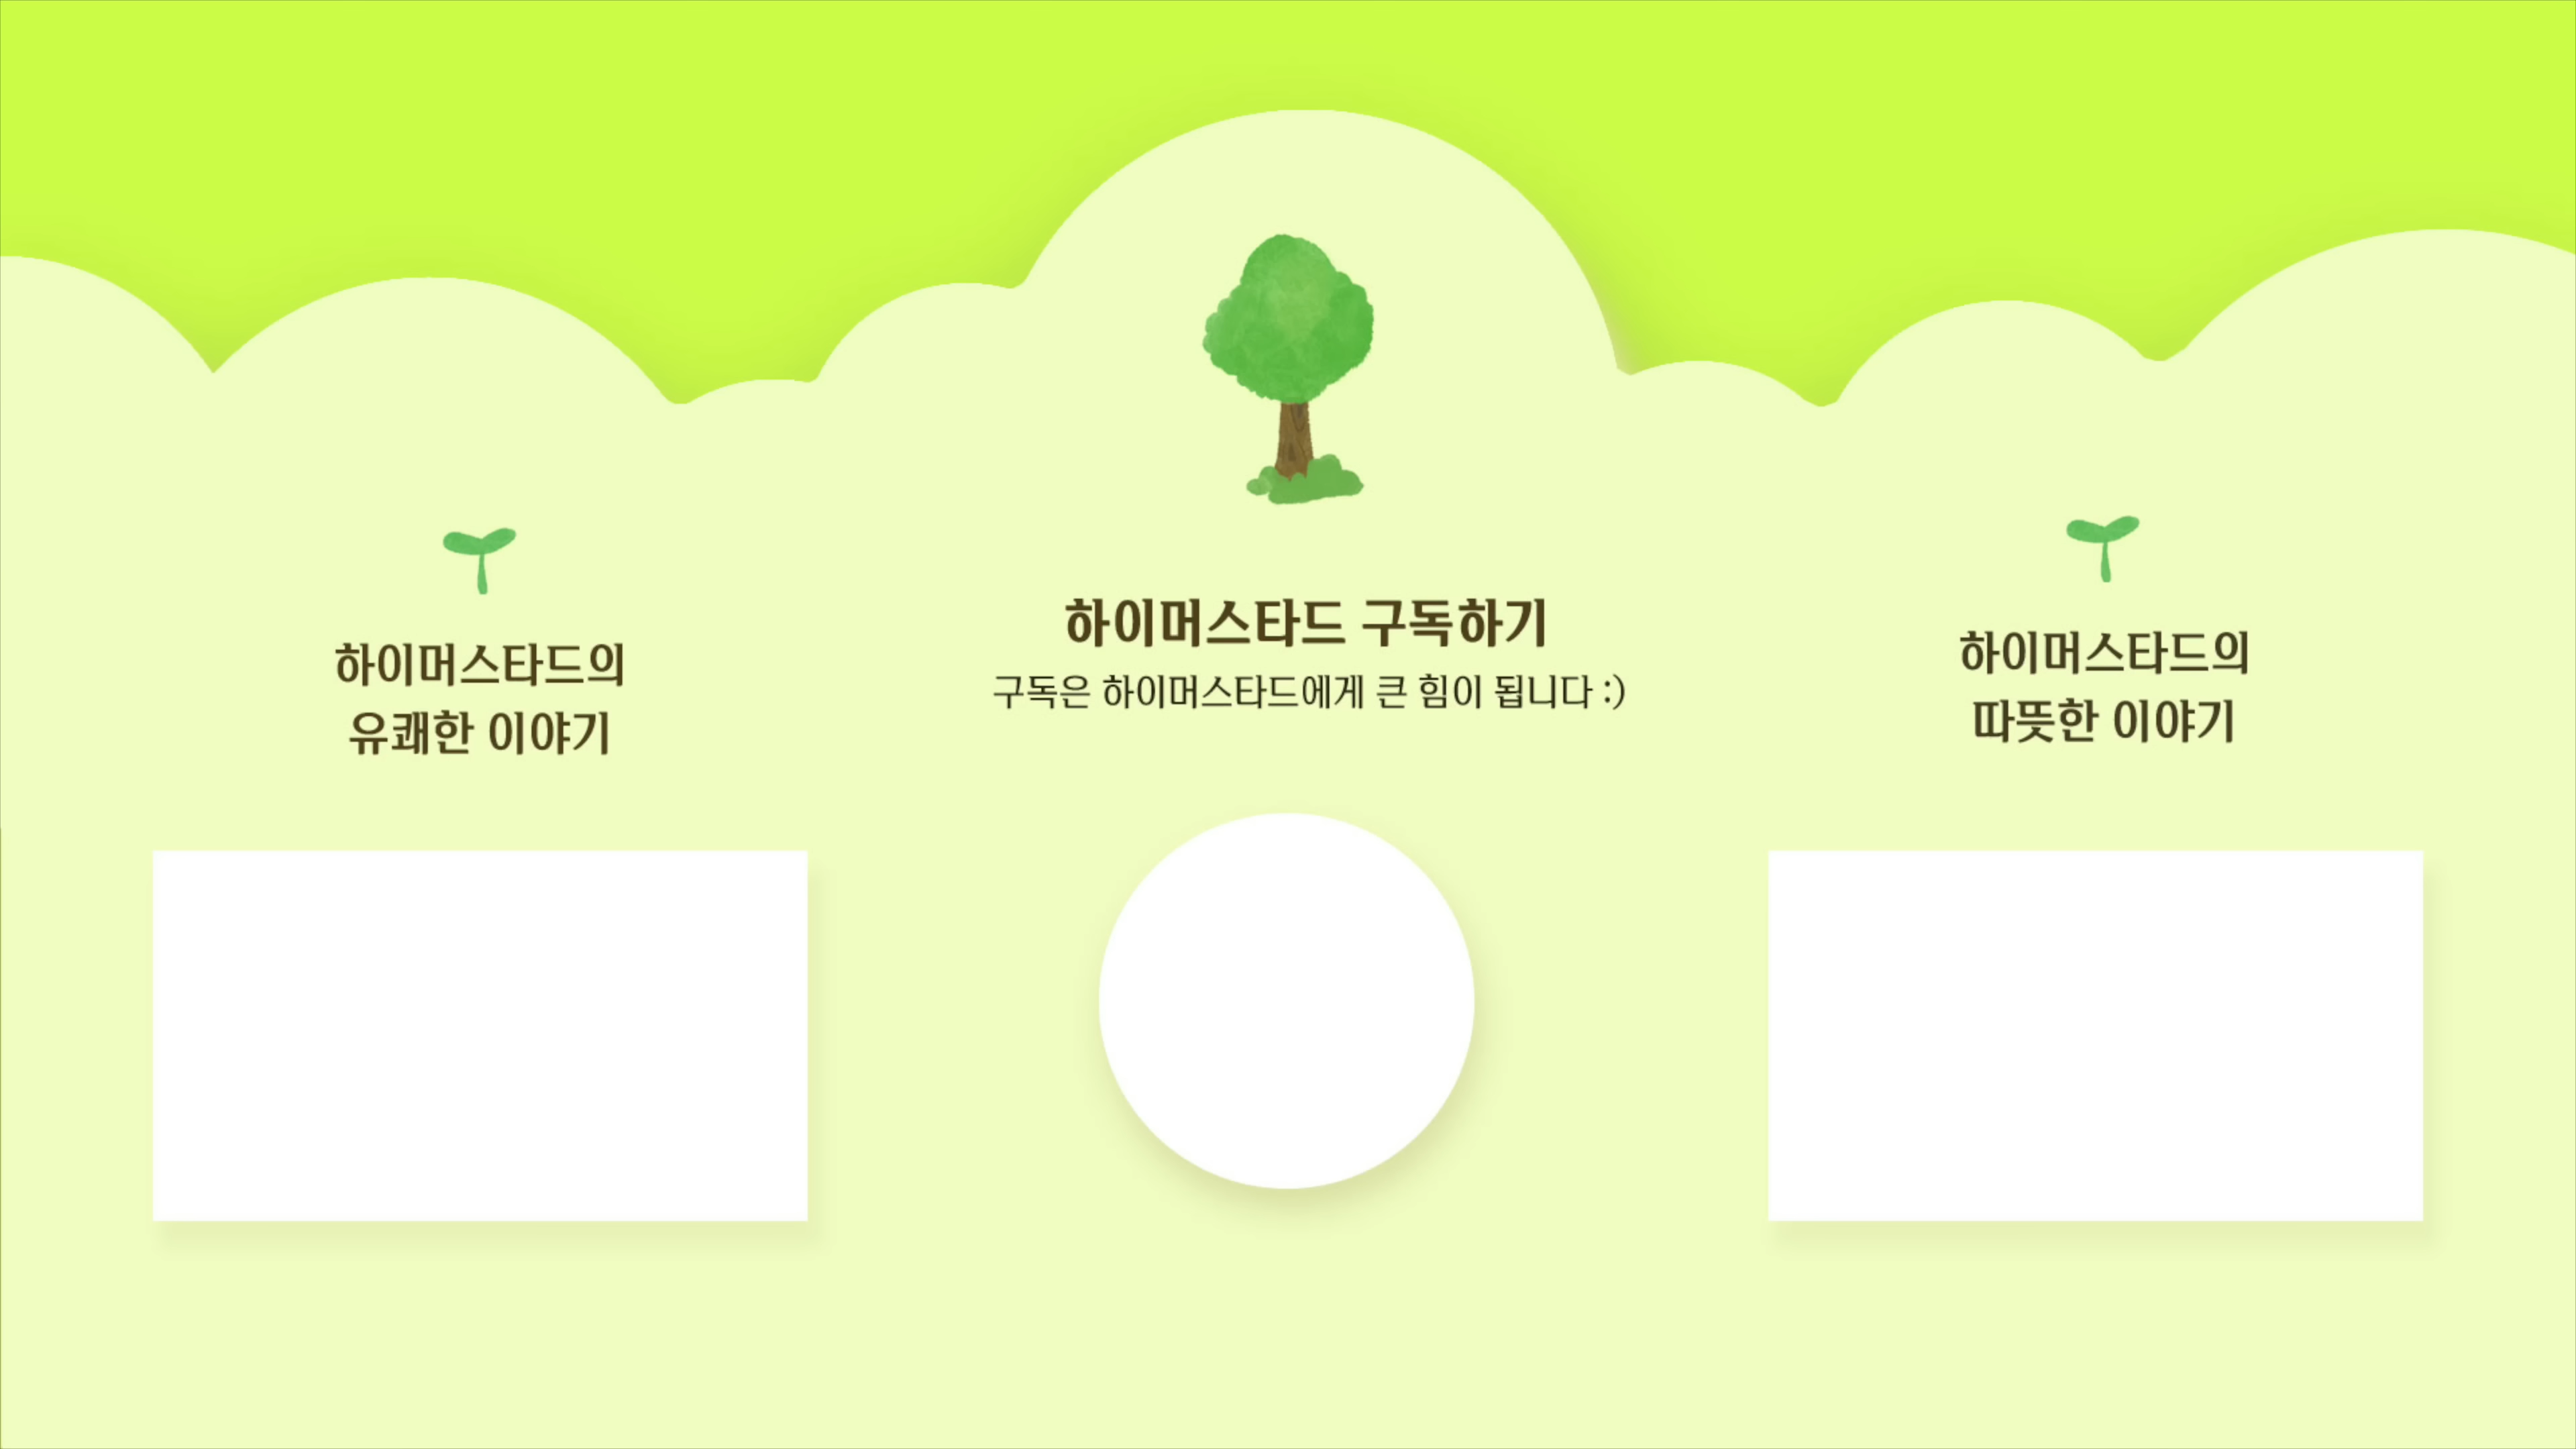 하이머스타드의
유쾌한 이야기
하이머스타드 구독하기
구독은 하이머스타드에게 큰 힘이 됩니다 :)
하이머스타드의
따뜻한 이야기